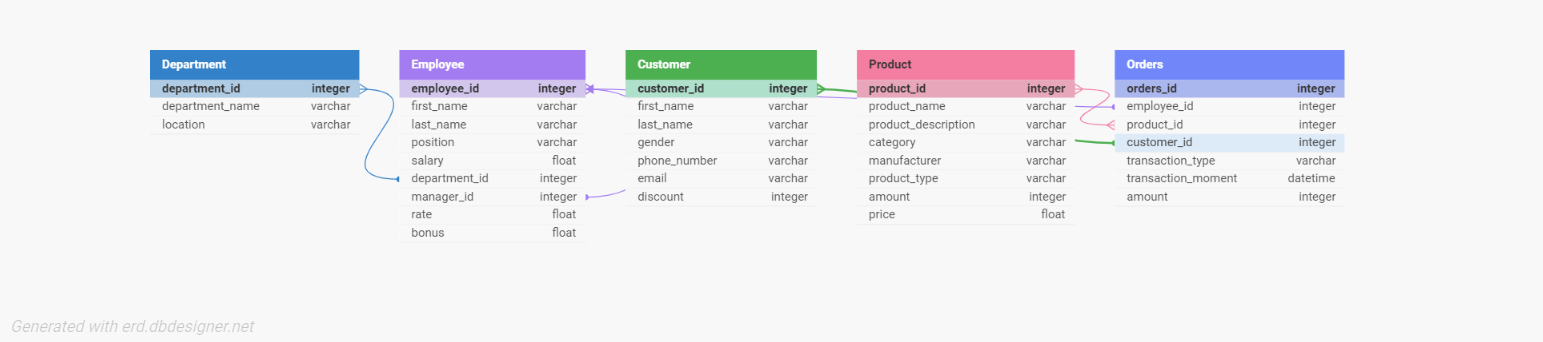 Department
department_id integer
department_name varchar
location varchar
Employee
employee_id integer
first_name varchar
last_name varchar
position varchar
salary float
department_id integer
manager_id integer
rate float
bonus float
Customer
customer_id integer
first_name varchar
last_name varchar
gender varchar
phone_number varchar
email varchar
discount integer
Product
product_id integer
product_name varchar
product_description varchar
category varchar
manufacturer varchar
product_type varchar
amount integer
price float
Orders
orders_id integer
employee_id integer
product_id integer
customer_id integer
transaction_type varchar
transaction_moment datetime
amount integer
Generated with erd.dbdesigner.net